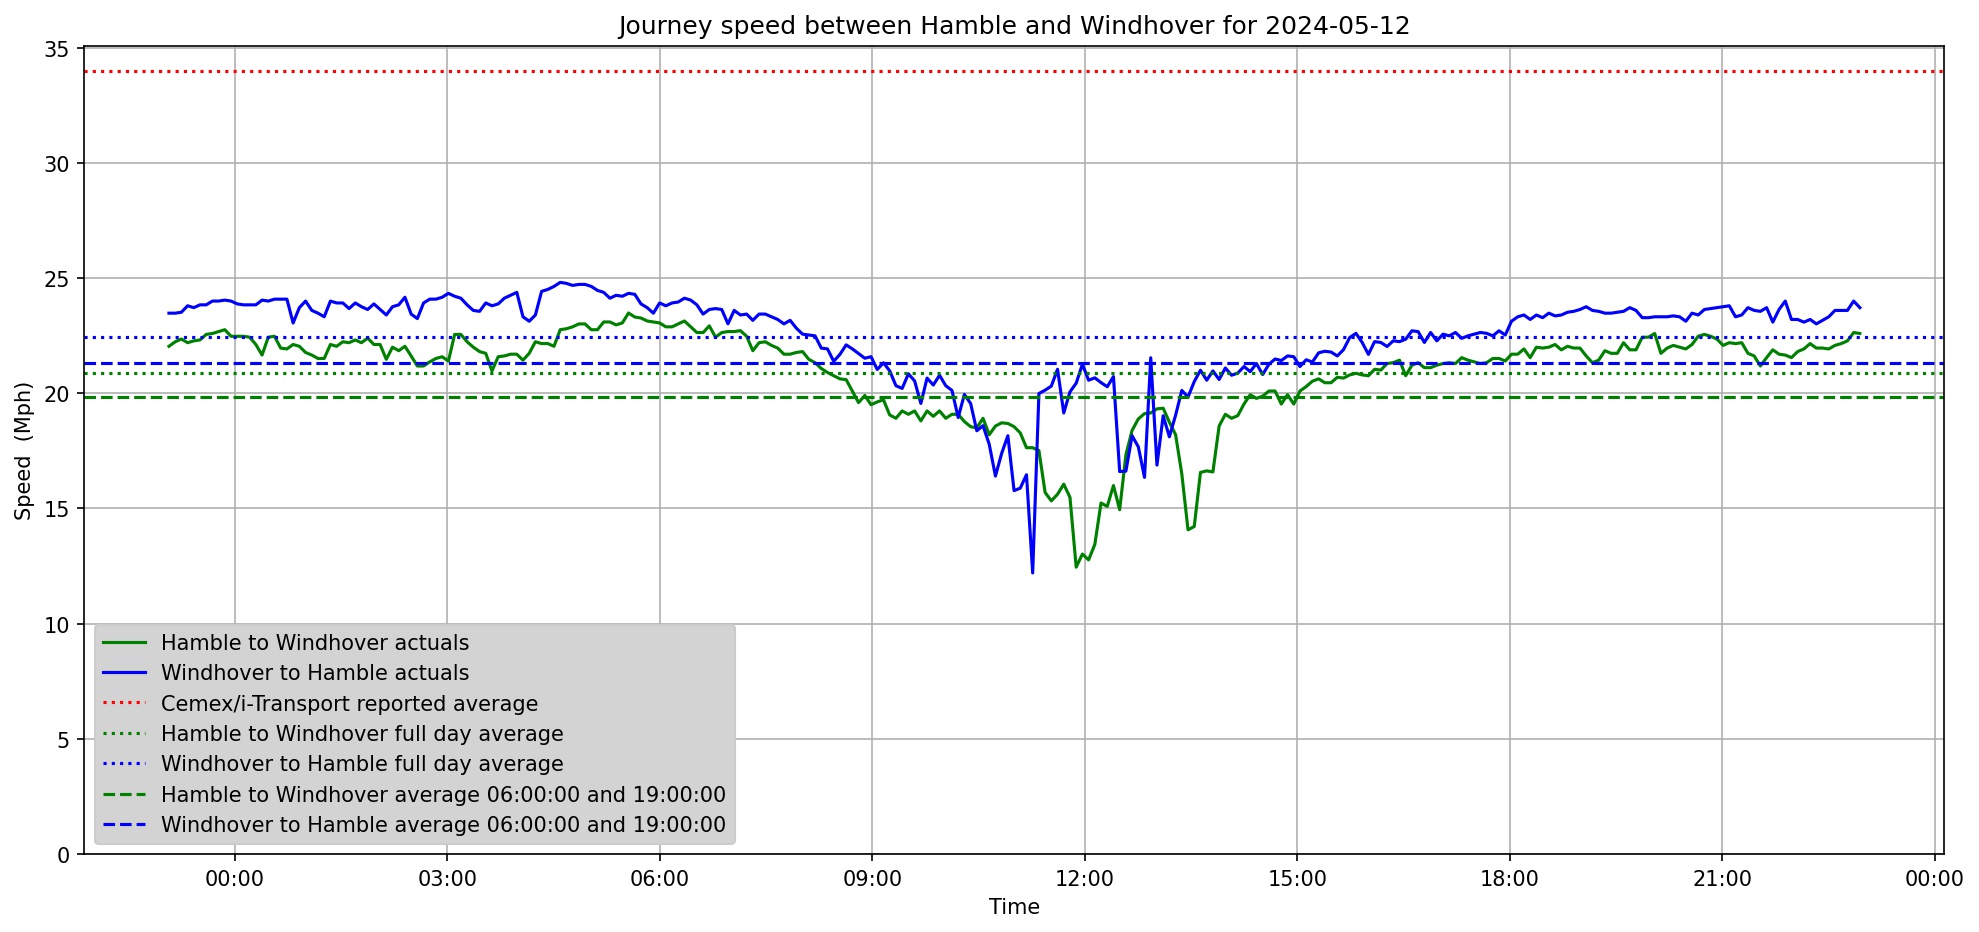 Journey speed between Hamble and Windhover for 2024-05-12
35
30
25
20
15
10
5
0
Speed (Mph)
Hamble to Windhover actuals
Windhover to Hamble actuals
Cemex/i-Transport reported average
Hamble to Windhover full day average
Windhover to Hamble full day average
Hamble to Windhover average 06:00:00 and 19:00:00
Windhover to Hamble average 06:00:00 and 19:00:00
00:00 03:00 06:00 09:00 12:00 15:00 18:00 21:00 00:00
Time